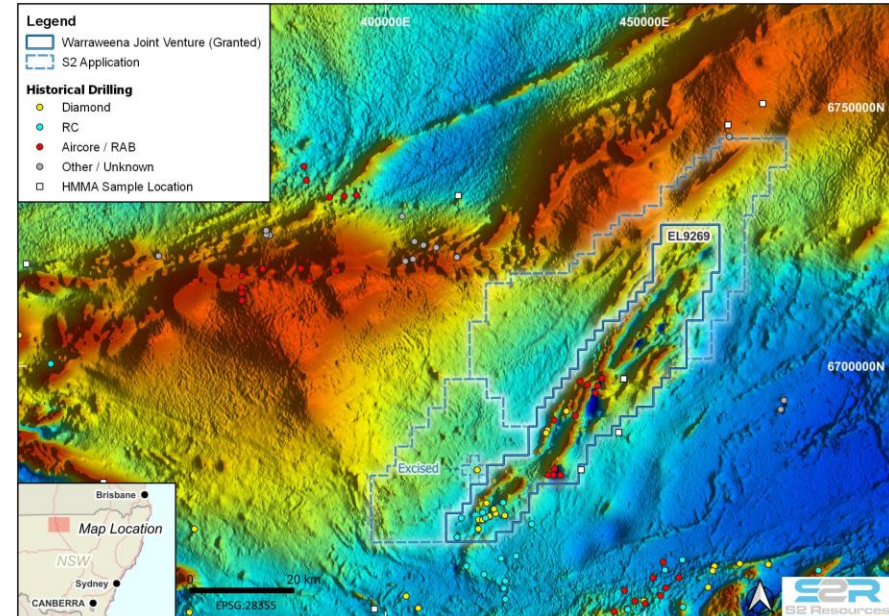 400000E
450000E
Legend
Warraweena Joint Venture (Granted)
S2 Application
Historical Drilling
Diamond
RC
Aircore / RAB
Other / Unknown
HMMA Sample Location
6750000N
EL9269
6700000N
Excised
Brisbane
Map Location
NSW
Sydney
CANBERRA
0 20 km
EPSG:28355
S2R
S2 Resources